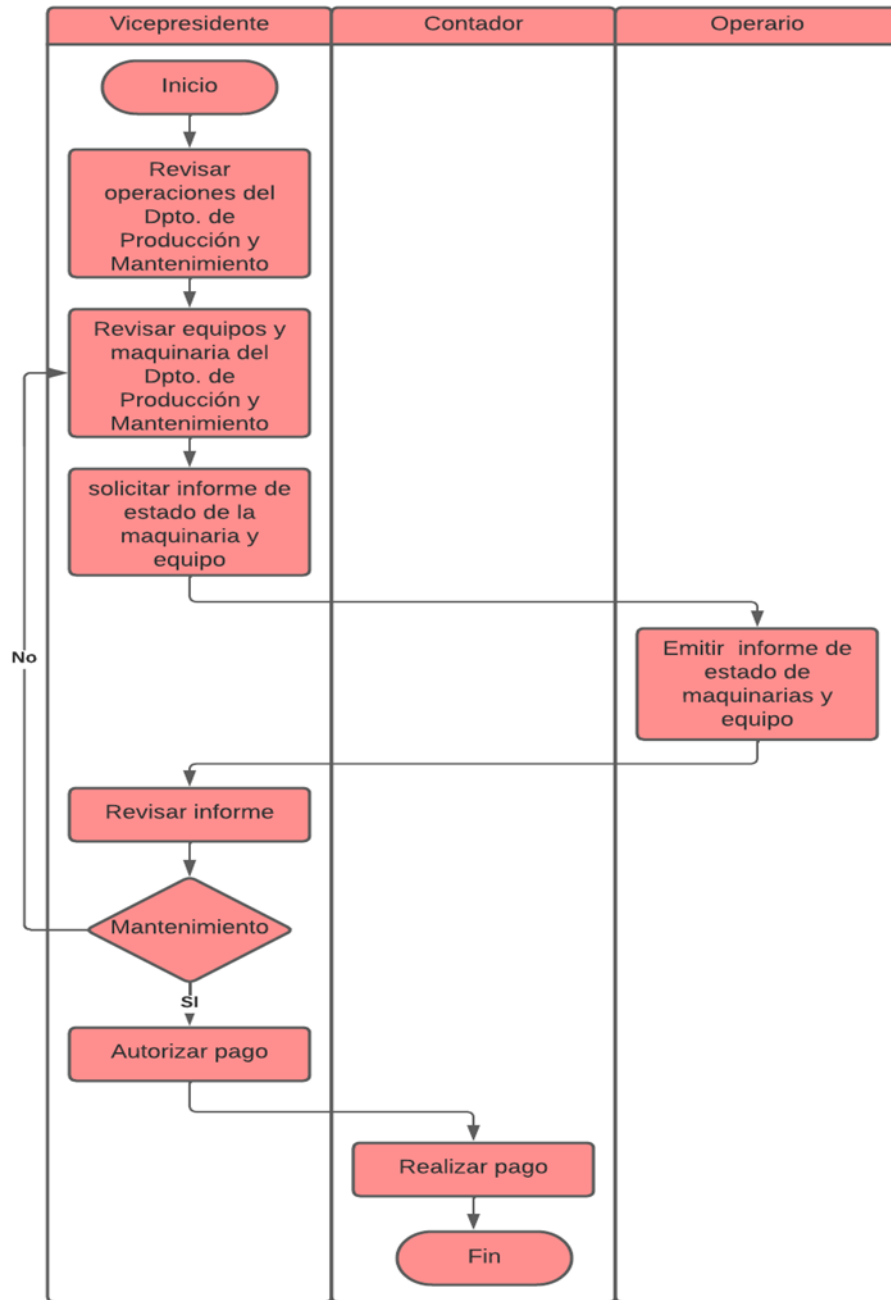 Vicepresidente
Contador
Operario
Inicio
Revisar
operaciones del
Dpto. de
Producción y
Mantenimiento
Revisar equipos y
maquinaria del
Dpto. de
Producción y
Mantenimiento
solicitar informe de
estado de la
maquinaria y
equipo
No
Emitir informe de
estado de
maquinarias y
equipo
Revisar informe
Mantenimiento
SI
Autorizar pago
Realizar pago
Fin